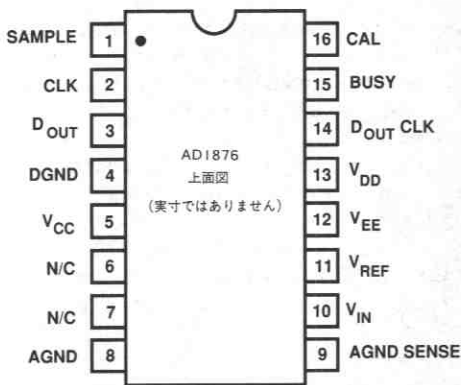 SAMPLE 1
CLK 2
DOUT 3
DGND 4
VCC 5
N/C 6
N/C 7
AGND 8
AD1876
上面図
(実寸ではありません)
16 CAL
15 BUSY
14 DOUT CLK
13 VDD
12 VEE
11 VREF
10 VIN
9 AGND SENSE